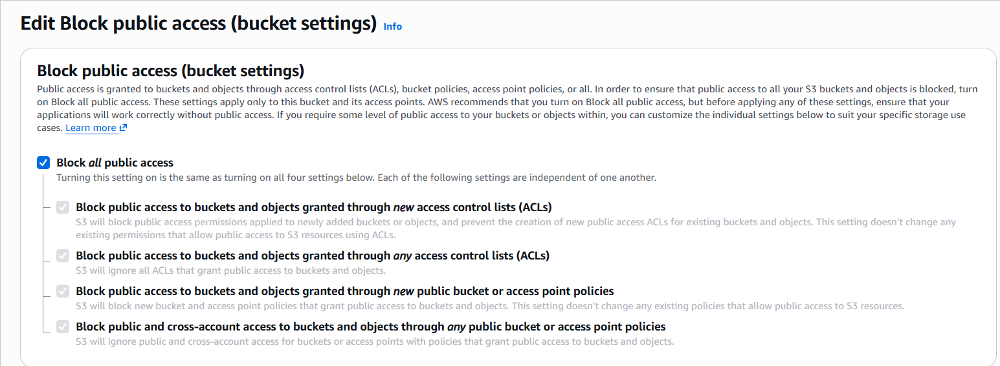 Edit Block public access (bucket settings) Info
Block public access (bucket settings)
Public access is granted to buckets and objects through access control lists (ACLs), bucket policies, access point policies, or all. In order to ensure that public access to all your S3 buckets and objects is blocked, turn
on Block all public access. These settings apply only to this bucket and its access points. AWS recommends that you turn on Block all public access, but before applying any of these settings, ensure that your
applications will work correctly without public access. If you require some level of public access to your buckets or objects within, you can customize the individual settings below to suit your specific storage use
cases. Learn more
Block all public access
Turning this setting on is the same as turning on all four settings below. Each of the following settings are independent of one another.
Block public access to buckets and objects granted through new access control lists (ACLs)
S3 will block public access permissions applied to newly added buckets or objects, and prevent the creation of new public access ACLs for existing buckets and objects. This setting doesn't change any
existing permissions that allow public access to S3 resources using ACLs.
Block public access to buckets and objects granted through any access control lists (ACLs)
S3 will ignore all ACLs that grant public access to buckets and objects.
Block public access to buckets and objects granted through new public bucket or access point policies
S3 will block new bucket and access point policies that grant public access to buckets and objects. This setting doesn't change any existing policies that allow public access to S3 resources.
Block public and cross-account access to buckets and objects through any public bucket or access point policies
S3 will ignore public and cross-account access for buckets or access points with policies that grant public access to buckets and objects.